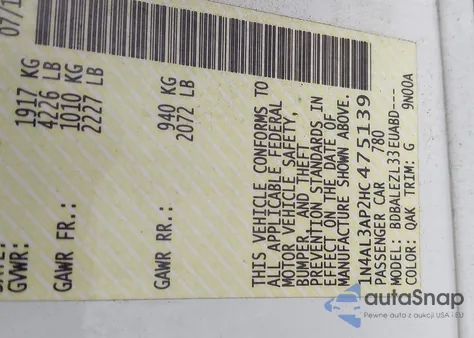 07/1
GVWR: 1917 KG
4226 LB
GAWR FR.: 1010 KG
2227 LB
GAWR RR.: 940 KG
2072 LB
THIS VEHICLE CONFORMS TO
ALL APPLICABLE FEDERAL
MOTOR VEHICLE SAFETY,
BUMPER, AND THEFT
PREVENTION STANDARDS IN
EFFECT ON THE DATE OF
MANUFACTURE SHOWN ABOVE.
1N4AL3AP2HC475139
PASSENGER CAR 780
MODEL: BDBALEZL33EUABD---
COLOR: QAK TRIM: G 9N00A
autaSnap
Pewne auta z aukcji USA i EU